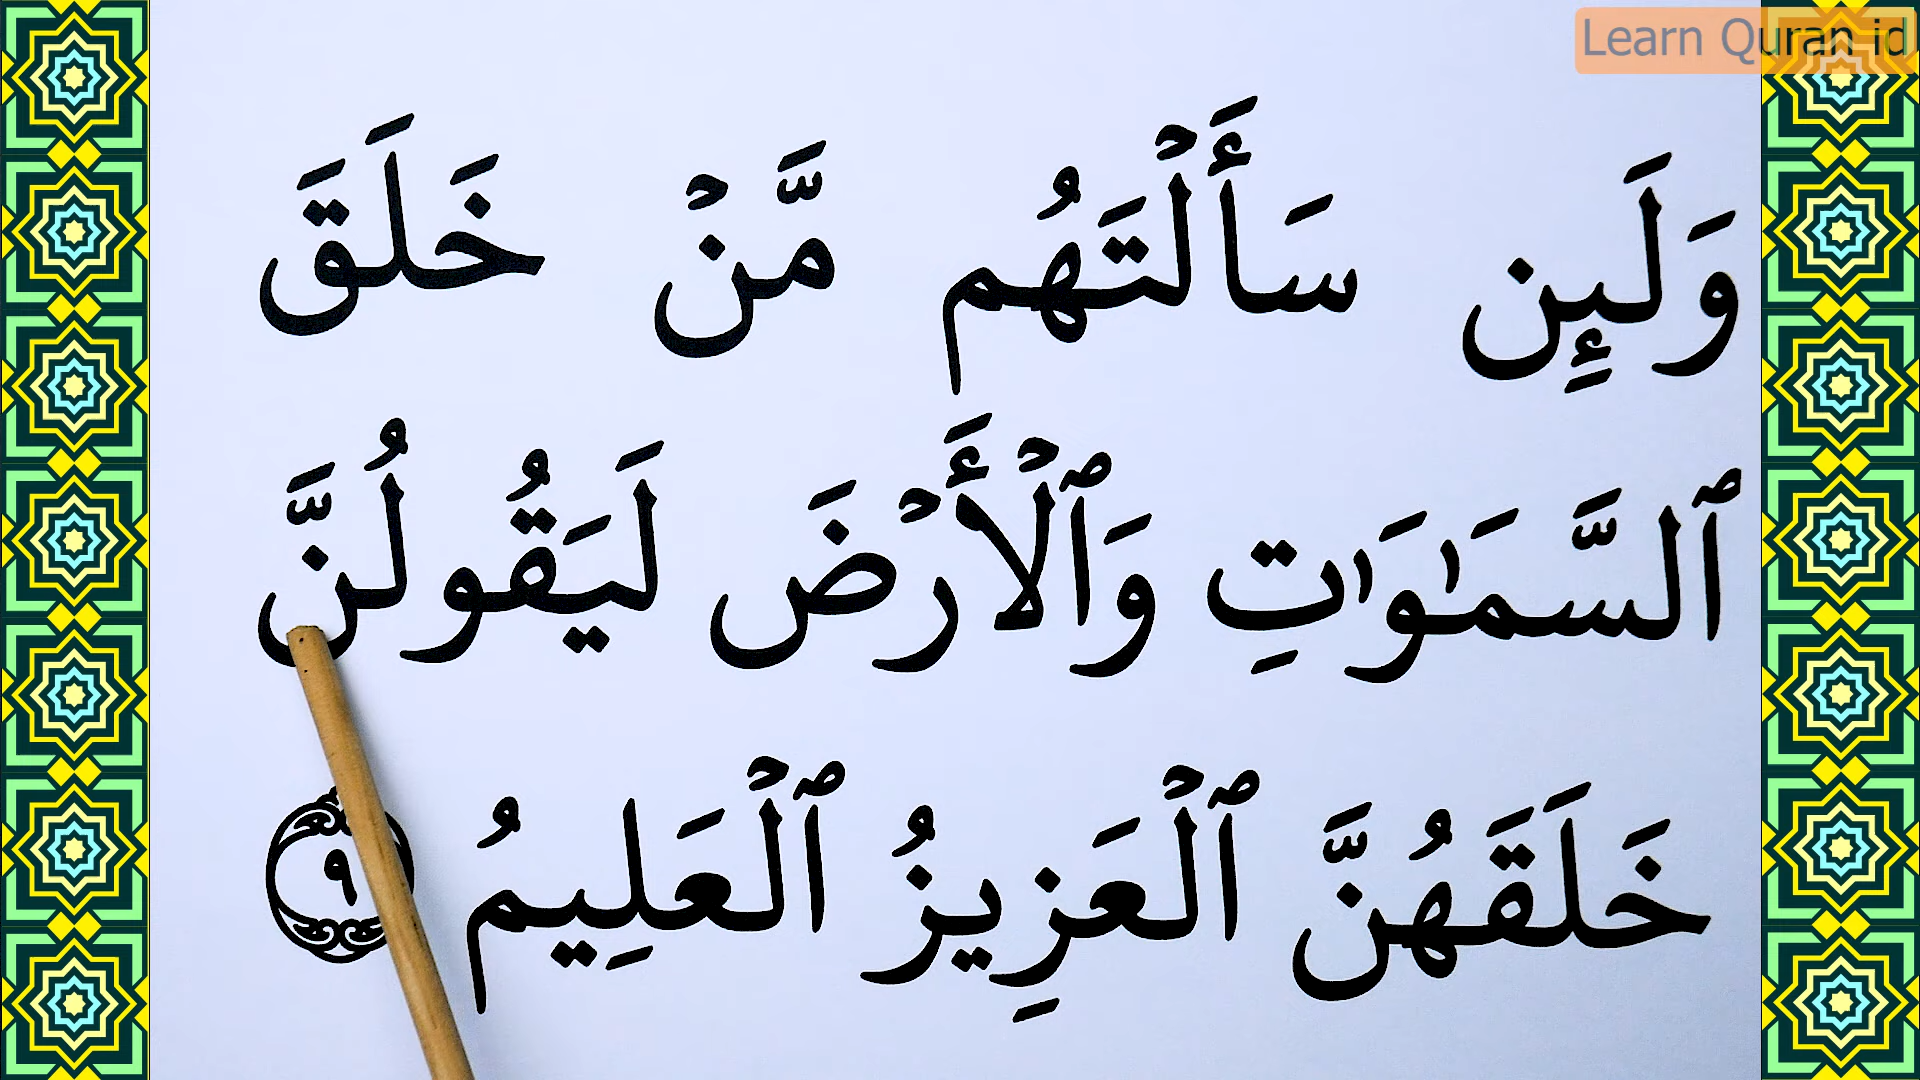 Learn Quran id
وَلَئِن سَأَلْتَهُم مَّنْ خَلَقَ
ٱلسَّمَـٰوَٰتِ وَٱلْأَرْضَ لَيَقُولُنَّ
خَلَقَهُنَّ ٱلْعَزِيزُ ٱلْعَلِيمُ ٩